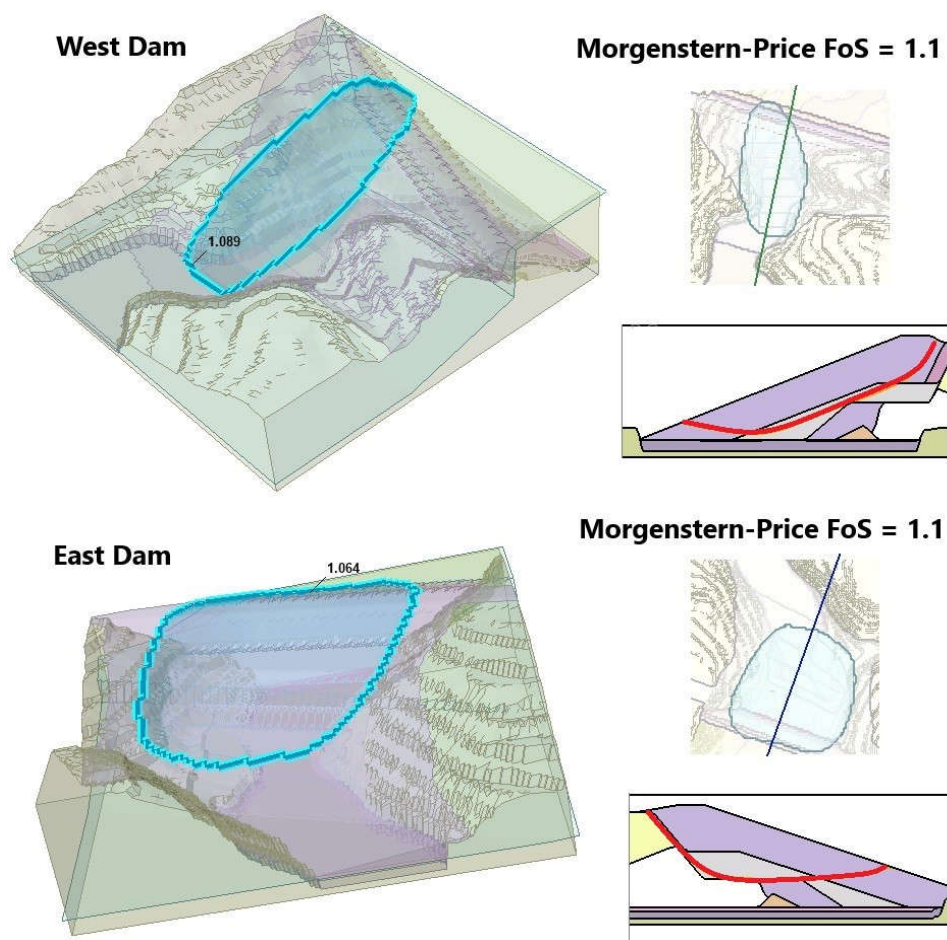 West Dam
Morgenstern-Price FoS = 1.1
1.089
Morgenstern-Price FoS = 1.1
East Dam
1.064